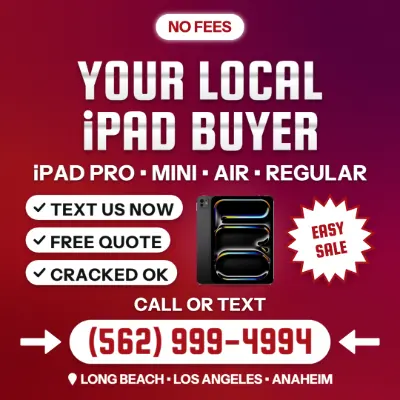 NO FEES
YOUR LOCAL
iPAD BUYER
iPAD PRO ▪ MINI ▪ AIR ▪ REGULAR
✓ TEXT US NOW
✓ FREE QUOTE
✓ CRACKED OK
EASY
SALE
CALL OR TEXT
(562) 999-4994
LONG BEACH ▪ LOS ANGELES ▪ ANAHEIM